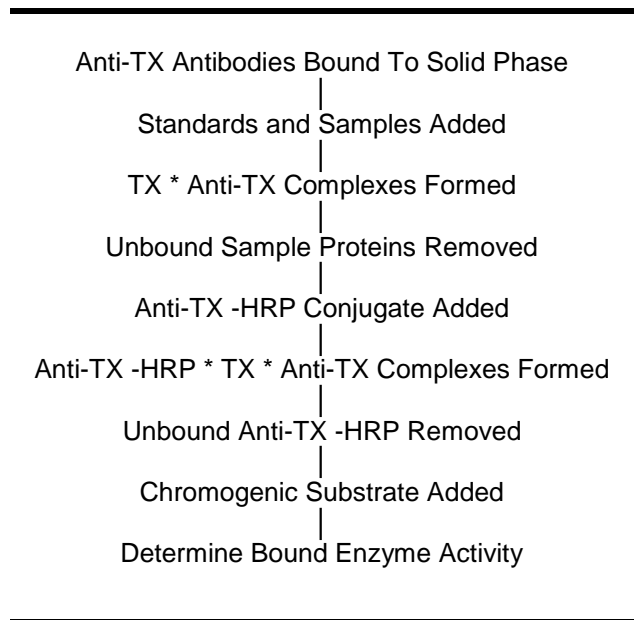 Anti-TX Antibodies Bound To Solid Phase
Standards and Samples Added
TX * Anti-TX Complexes Formed
Unbound Sample Proteins Removed
Anti-TX -HRP Conjugate Added
Anti-TX -HRP * TX * Anti-TX Complexes Formed
Unbound Anti-TX -HRP Removed
Chromogenic Substrate Added
Determine Bound Enzyme Activity